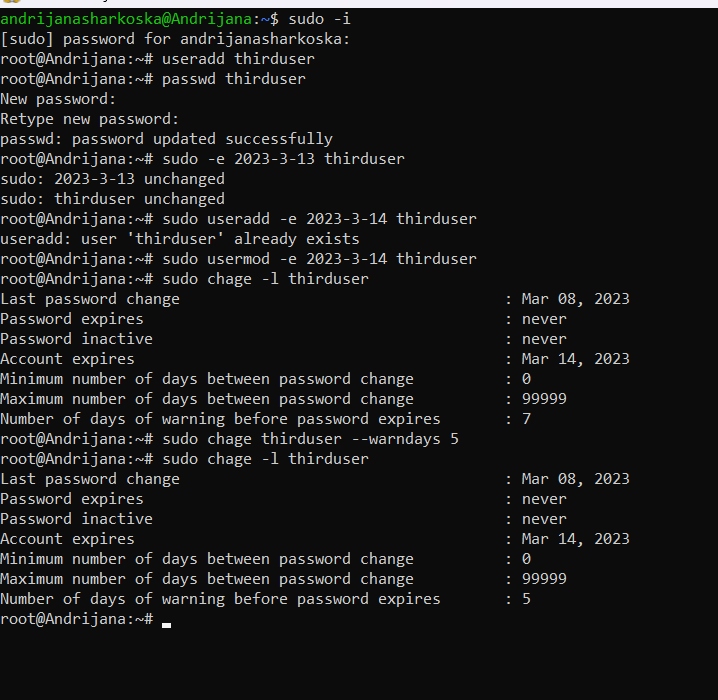 andrijanasharkoska@Andrijana:~$ sudo -i
[sudo] password for andrijanasharkoska:
root@Andrijana:~# useradd thirduser
root@Andrijana:~# passwd thirduser
New password:
Retype new password:
passwd: password updated successfully
root@Andrijana:~# sudo -e 2023-3-13 thirduser
sudo: 2023-3-13 unchanged
sudo: thirduser unchanged
root@Andrijana:~# sudo useradd -e 2023-3-14 thirduser
useradd: user 'thirduser' already exists
root@Andrijana:~# sudo usermod -e 2023-3-14 thirduser
root@Andrijana:~# sudo chage -l thirduser
Last password change : Mar 08, 2023
Password expires : never
Password inactive : never
Account expires : Mar 14, 2023
Minimum number of days between password change : 0
Maximum number of days between password change : 99999
Number of days of warning before password expires : 7
root@Andrijana:~# sudo chage thirduser --warndays 5
root@Andrijana:~# sudo chage -l thirduser
Last password change : Mar 08, 2023
Password expires : never
Password inactive : never
Account expires : Mar 14, 2023
Minimum number of days between password change : 0
Maximum number of days between password change : 99999
Number of days of warning before password expires : 5
root@Andrijana:~#